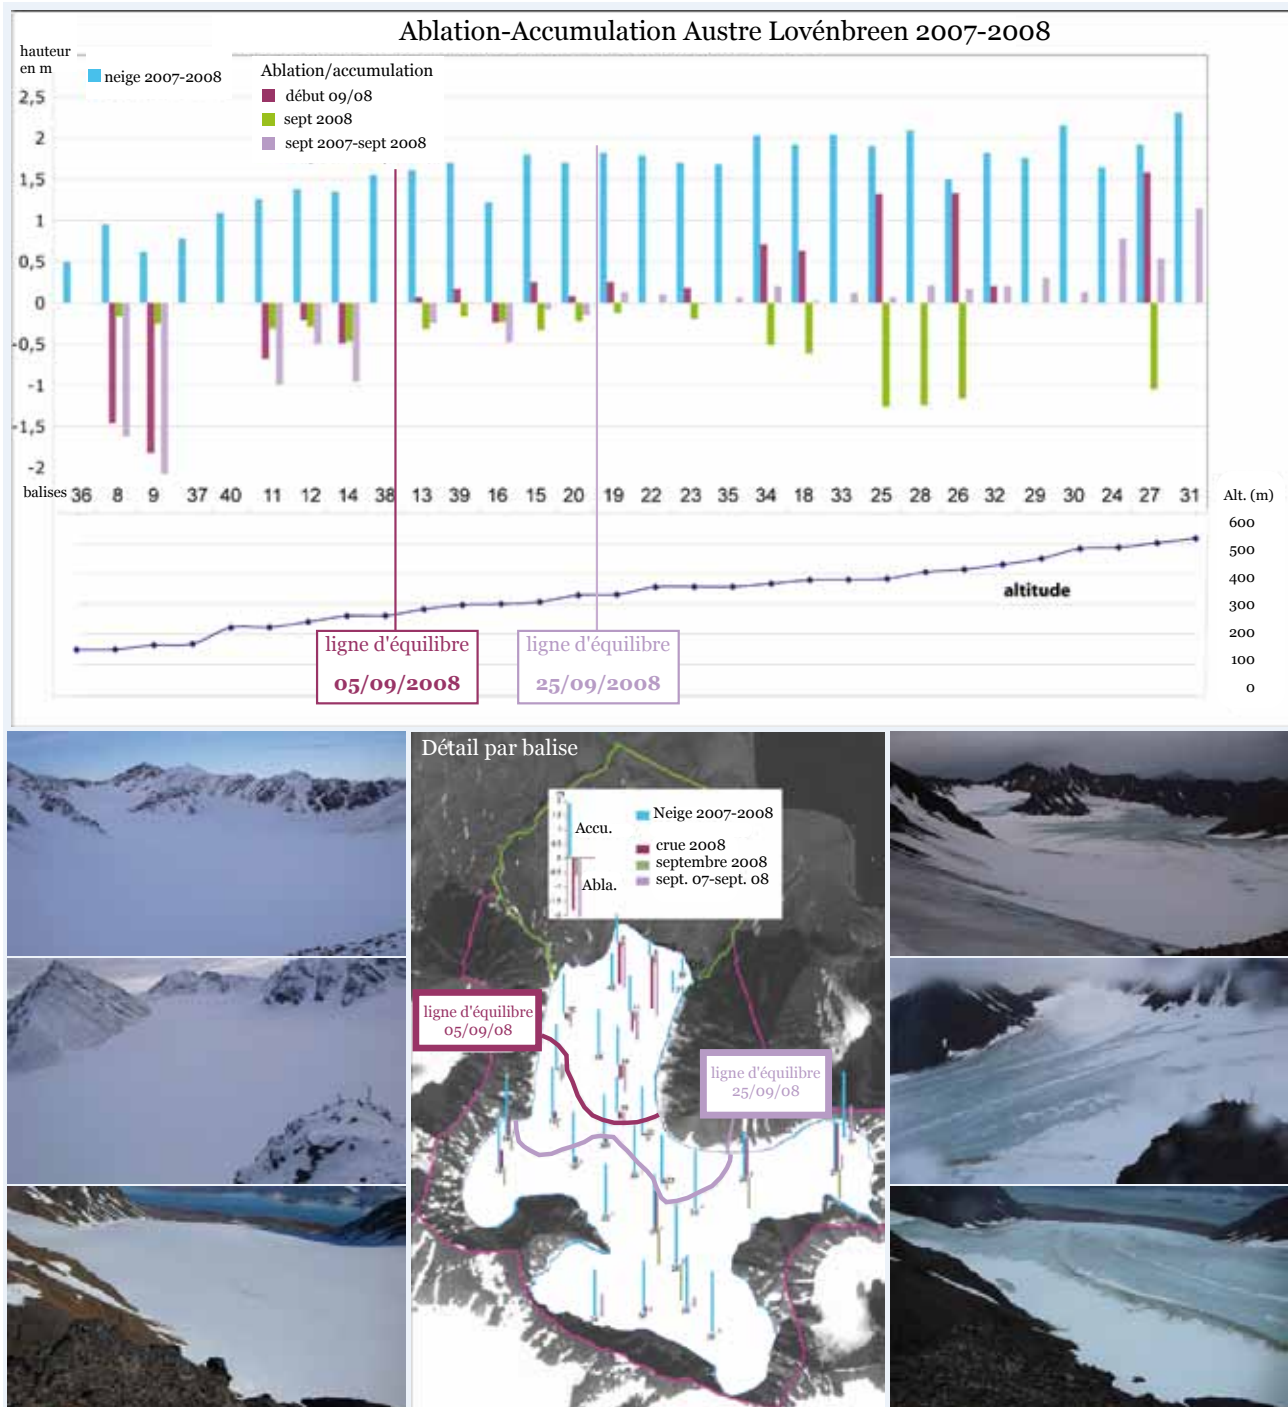 Ablation-Accumulation Austre Lovénbreen 2007-2008
hauteur
en m
neige 2007-2008
Ablation/accumulation
début 09/08
sept 2008
sept 2007-sept 2008
2,5
2
1,5
1
0,5
0
-0,5
-1
-1,5
-2
balises 36 8 9 37 40 11 12 14 38 13 39 16 15 20 19 22 23 35 34 18 33 25 28 26 32 29 30 24 27 31
Alt. (m)
600
500
400
300
200
100
0
altitude
ligne d'équilibre
05/09/2008
ligne d'équilibre
25/09/2008
Détail par balise
Accu.
Abla.
Neige 2007-2008
crue 2008
septembre 2008
sept. 07-sept. 08
ligne d'équilibre
05/09/08
ligne d'équilibre
25/09/08